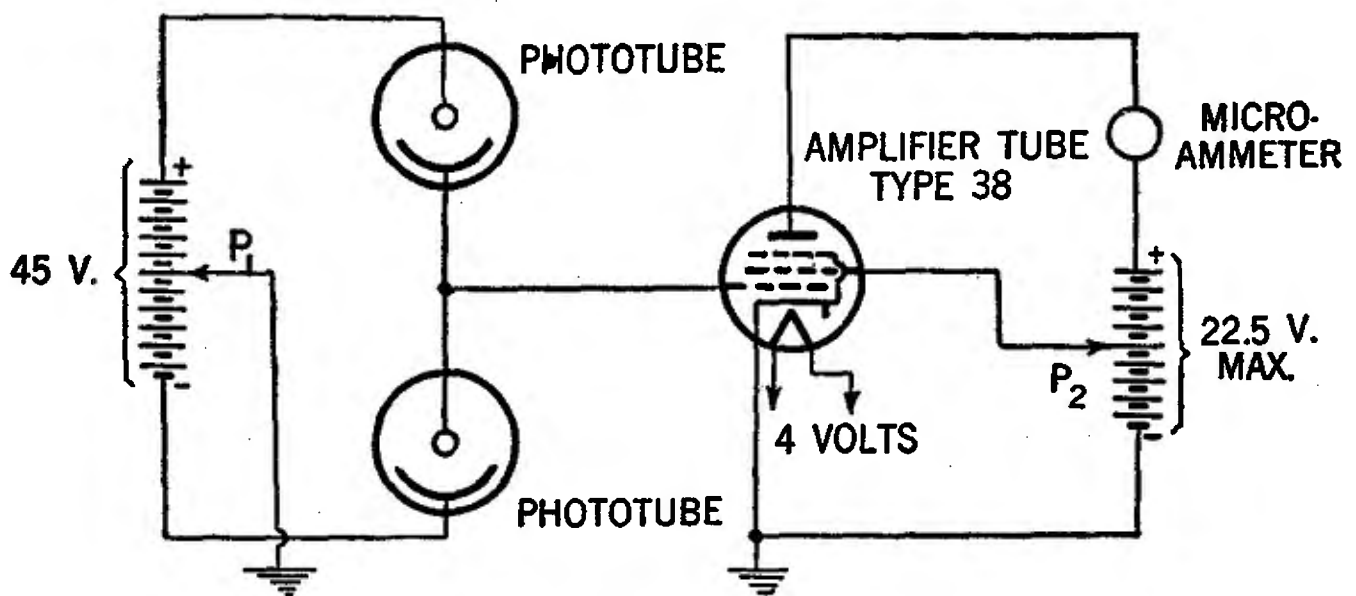 PHOTOTUBE
MICRO-
AMMETER
AMPLIFIER TUBE
TYPE 38
+
45 V.
P1
-
+
22.5 V.
MAX.
P2
-
4 VOLTS
PHOTOTUBE